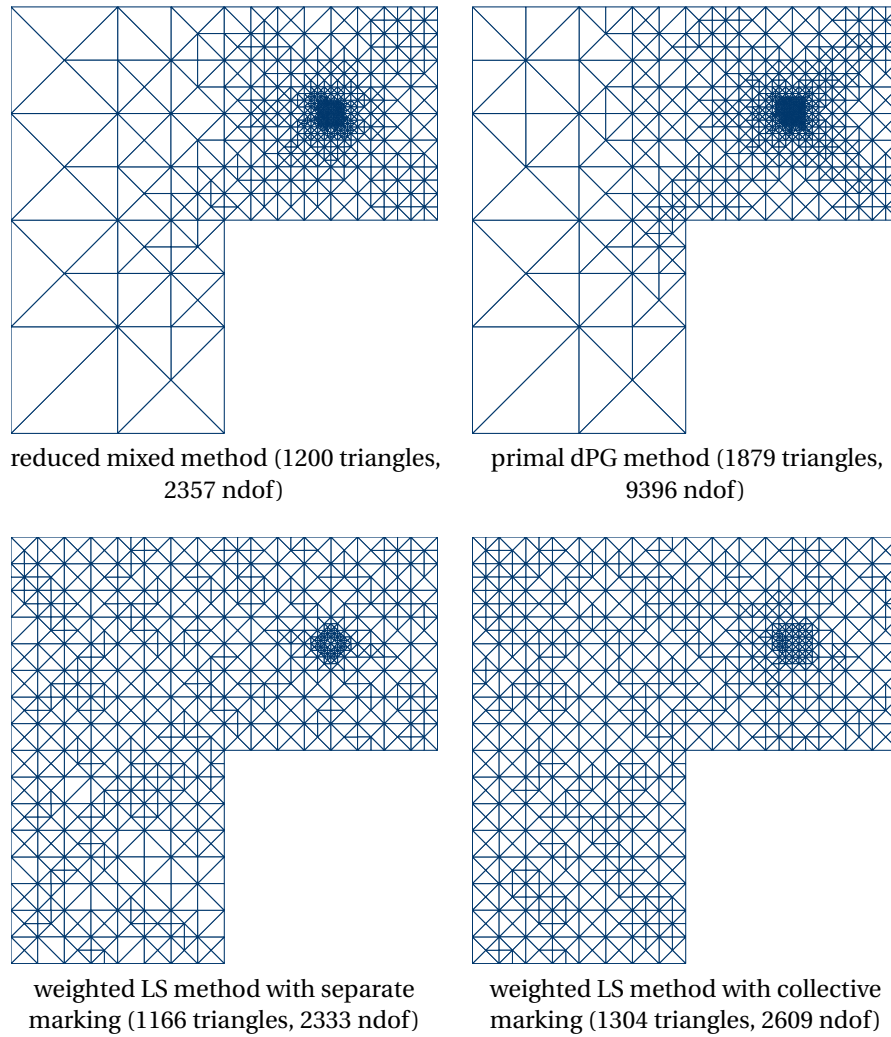 reduced mixed method (1200 triangles,
2357 ndof)
primal dPG method (1879 triangles,
9396 ndof)
weighted LS method with separate
marking (1166 triangles, 2333 ndof)
weighted LS method with collective
marking (1304 triangles, 2609 ndof)